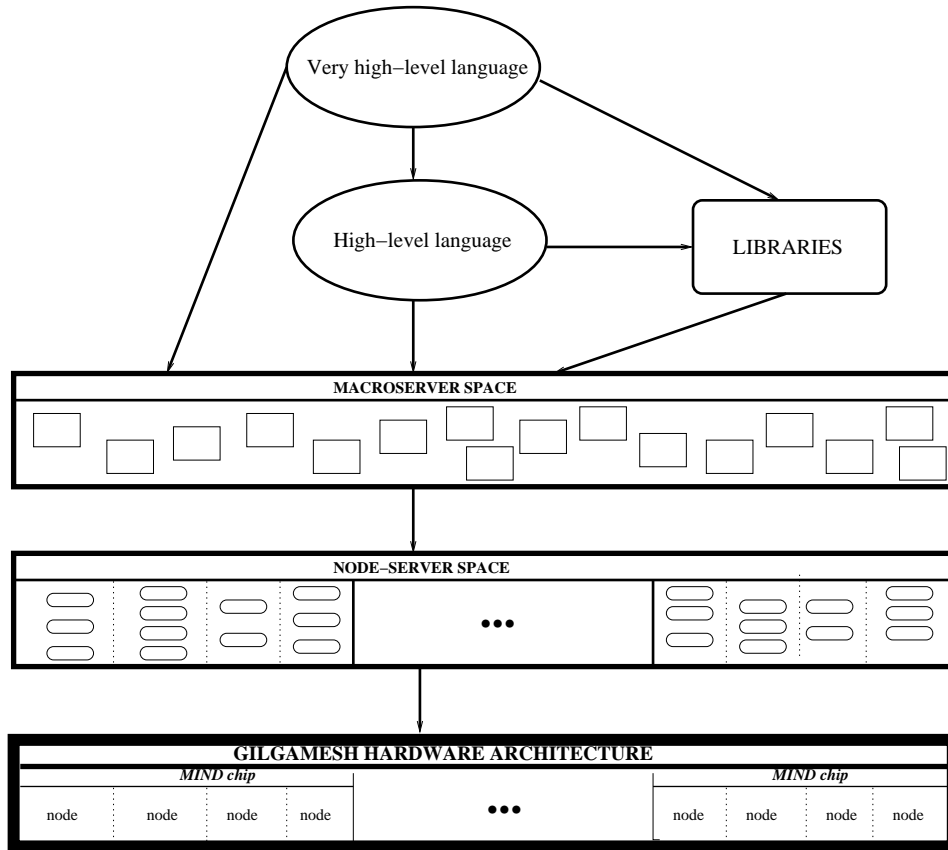 Very high–level language
High–level language
LIBRARIES
MACROSERVER SPACE
NODE–SERVER SPACE
GILGAMESH HARDWARE ARCHITECTURE
MIND chip MIND chip
node node node node node node node node